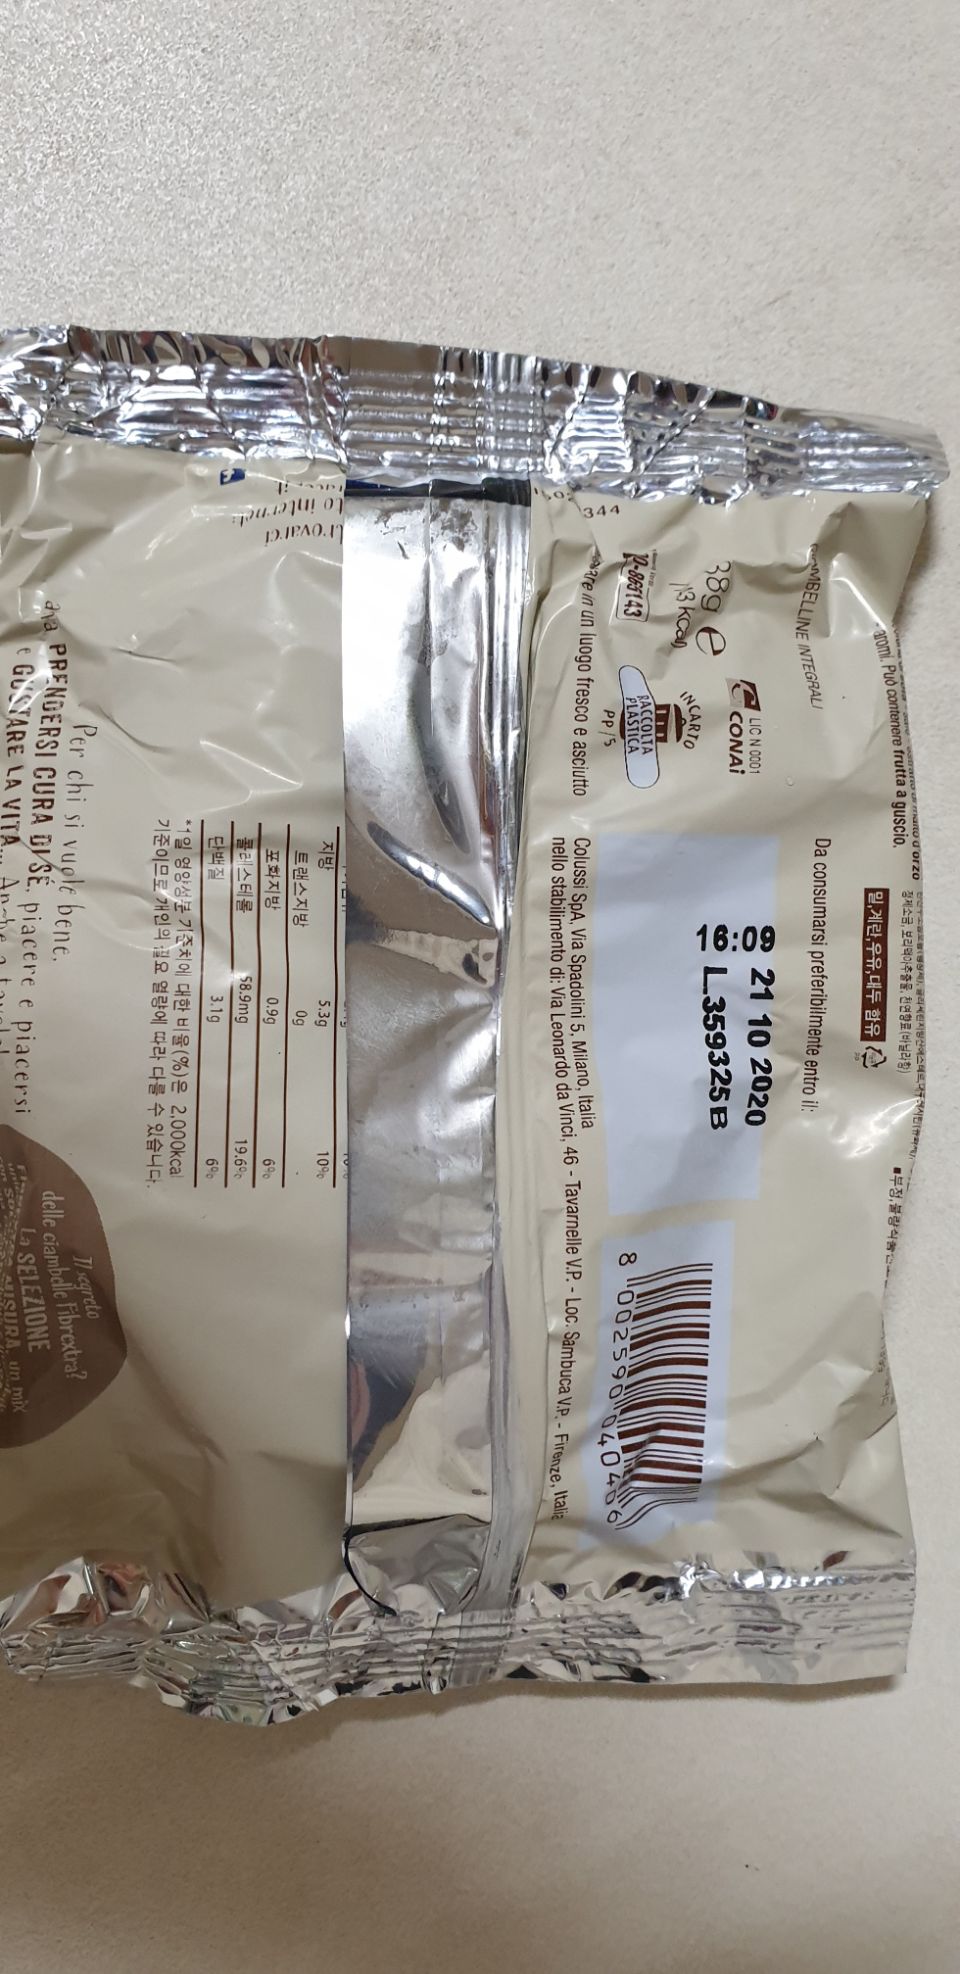 aromi. Può contenere frutta a guscio.
밀,계란,우유,대두 함유
INTEGRALI
Da consumarsi preferibilmente entro il:
21 10 2020
16:09 L359325B
38g e
LIC N 0001
CONAI
INCARTO
RACCOLTA
PLASTICA
PP/5
in un luogo fresco e asciutto
344
8 002590 040406
Colussi SpA, Via Spadolini 5, Milano, Italia
nello stabilimento di: Via Leonardo da Vinci, 46 - Tavarnelle V.P. - Loc. Sambuca V.P. - Firenze, Italia
지방 5.3g 10%
트랜스지방 0g
포화지방 0.9g 6%
콜레스테롤 58.9mg 19.6%
단백질 3.1g 6%
*1일 영양성분 기준치에 대한 비율(%)은 2,000kcal
기준이므로 개인의 필요 열량에 따라 다를 수 있습니다.
Per chi si vuole bene,
PRENDERSI CURA DI SÉ, piacere e piacersi
e GUSTARE LA VITA
Il segreto
delle ciambelle Fibrextra?
La SELEZIONE
un mix